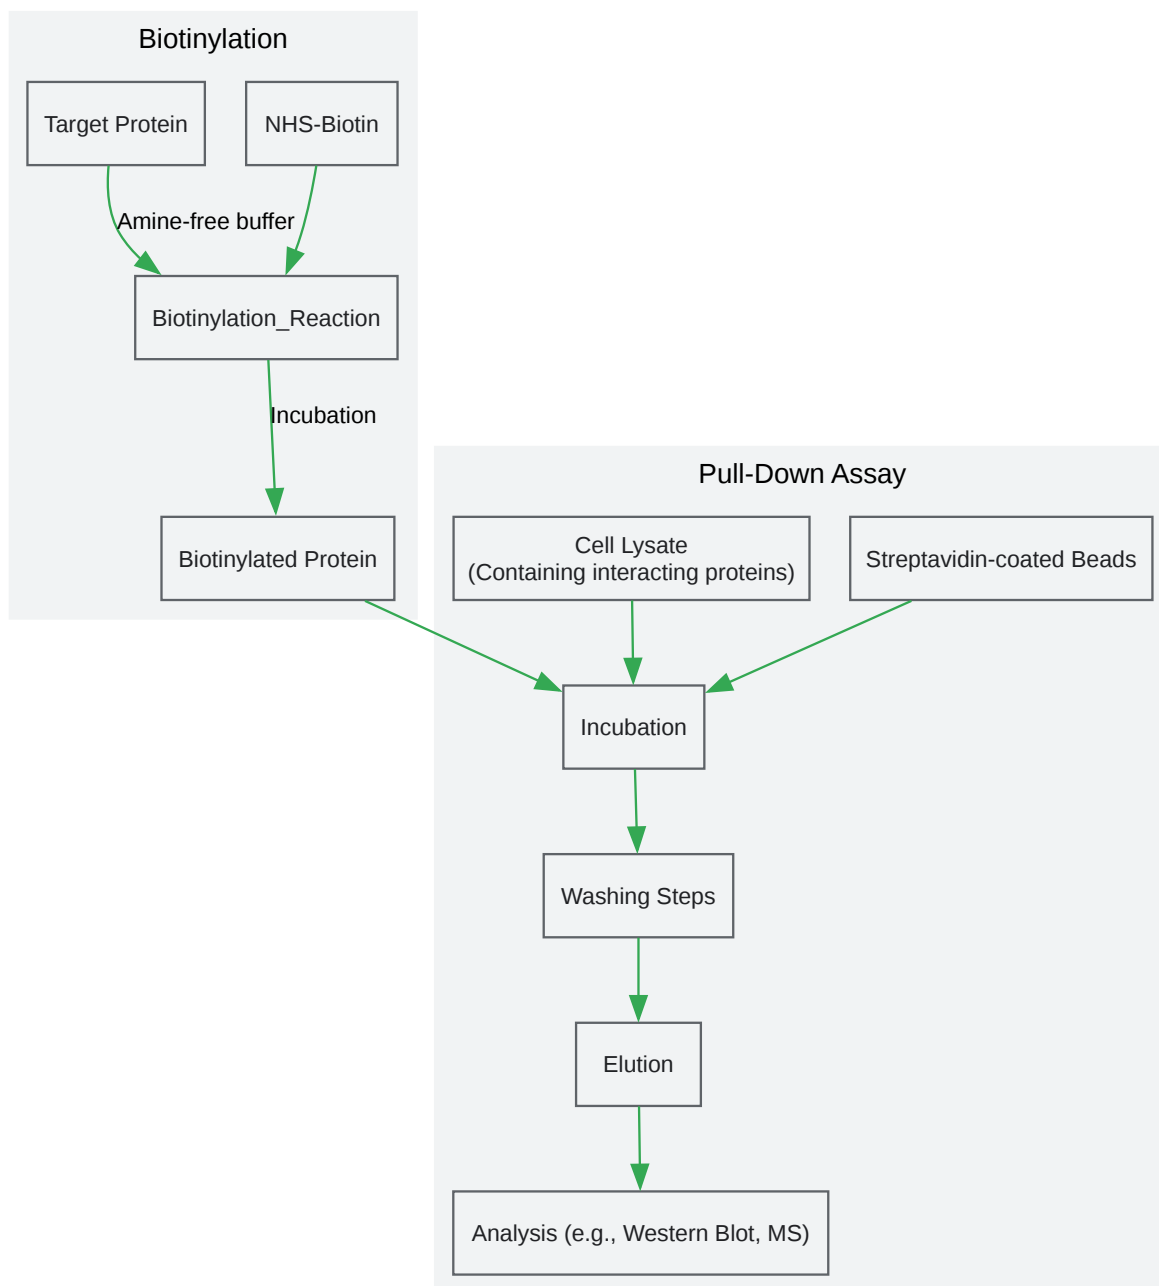 Biotinylation
Target Protein
NHS-Biotin
Amine-free buffer
Biotinylation_Reaction
Incubation
Biotinylated Protein
Pull-Down Assay
Cell Lysate
(Containing interacting proteins)
Streptavidin-coated Beads
Incubation
Washing Steps
Elution
Analysis (e.g., Western Blot, MS)